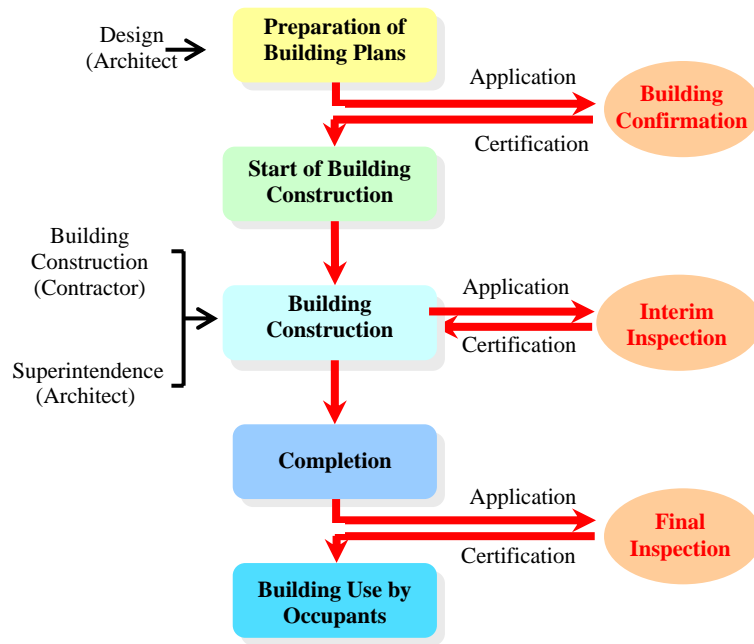 Design
(Architect
Preparation of
Building Plans
Application
Building
Confirmation
Certification
Start of Building
Construction
Building
Construction
(Contractor)
Superintendence
(Architect)
Building
Construction
Application
Interim
Inspection
Certification
Completion
Application
Final
Inspection
Certification
Building Use by
Occupants